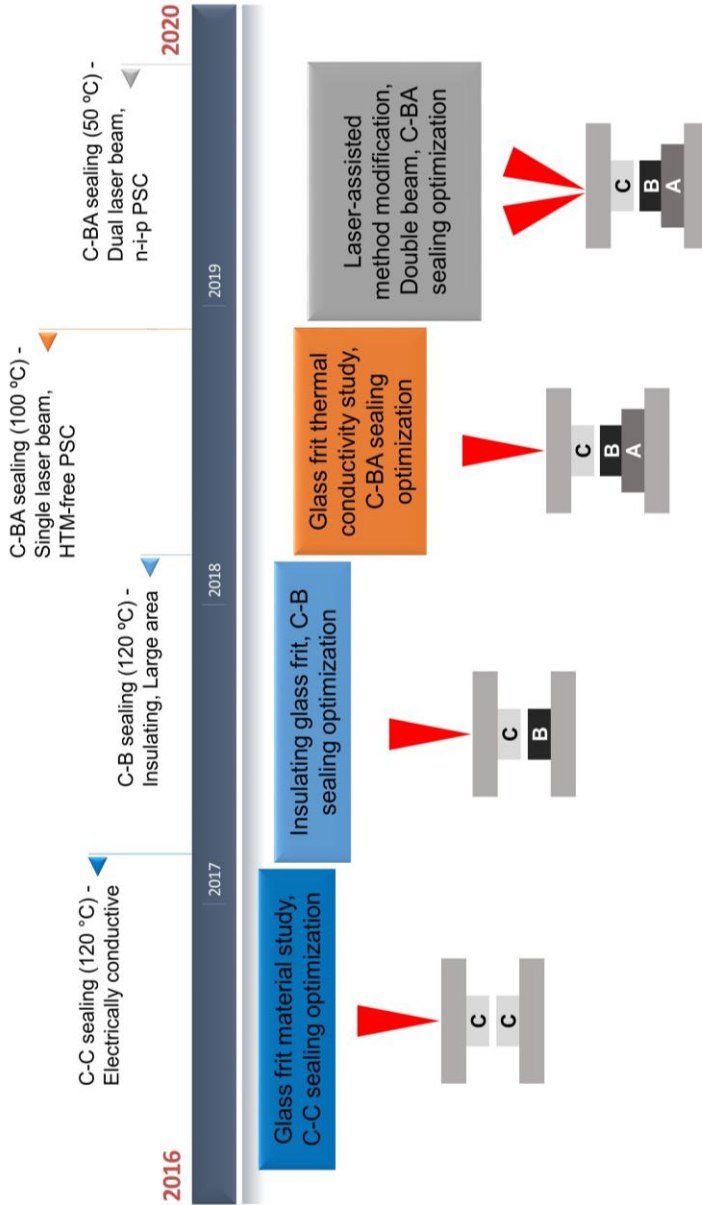 C-C sealing (120 °C) -
Electrically conductive
C-B sealing (120 ºC) -
Insulating, Large area
C-BA sealing (100 ºC) -
Single laser beam,
HTM-free PSC
C-BA sealing (50 ºC) -
Dual laser beam,
n-i-p PSC
2016
2017
2018
2019
2020
Glass frit material study,
C-C sealing optimization
Insulating glass frit, C-B
sealing optimization
Glass frit thermal
conductivity study,
C-BA sealing
optimization
Laser-assisted
method modification,
Double beam, C-BA
sealing optimization
C
C
C
B
C
B
A
C
B
A